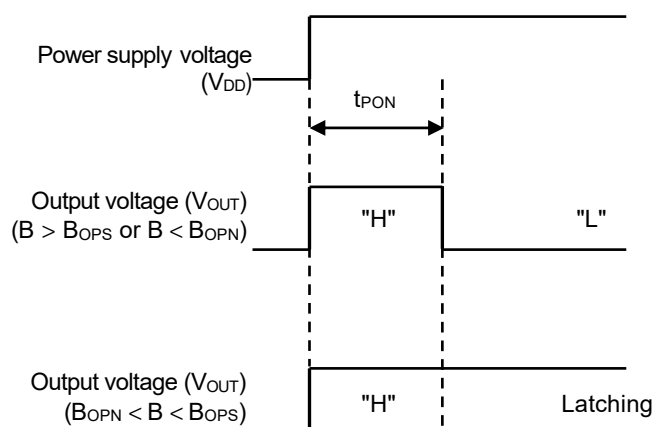 Power supply voltage
(VDD)
tPON
Output voltage (VOUT)
(B > BOPS or B < BOPN)
"H"
"L"
Output voltage (VOUT)
(BOPN < B < BOPS)
"H"
Latching